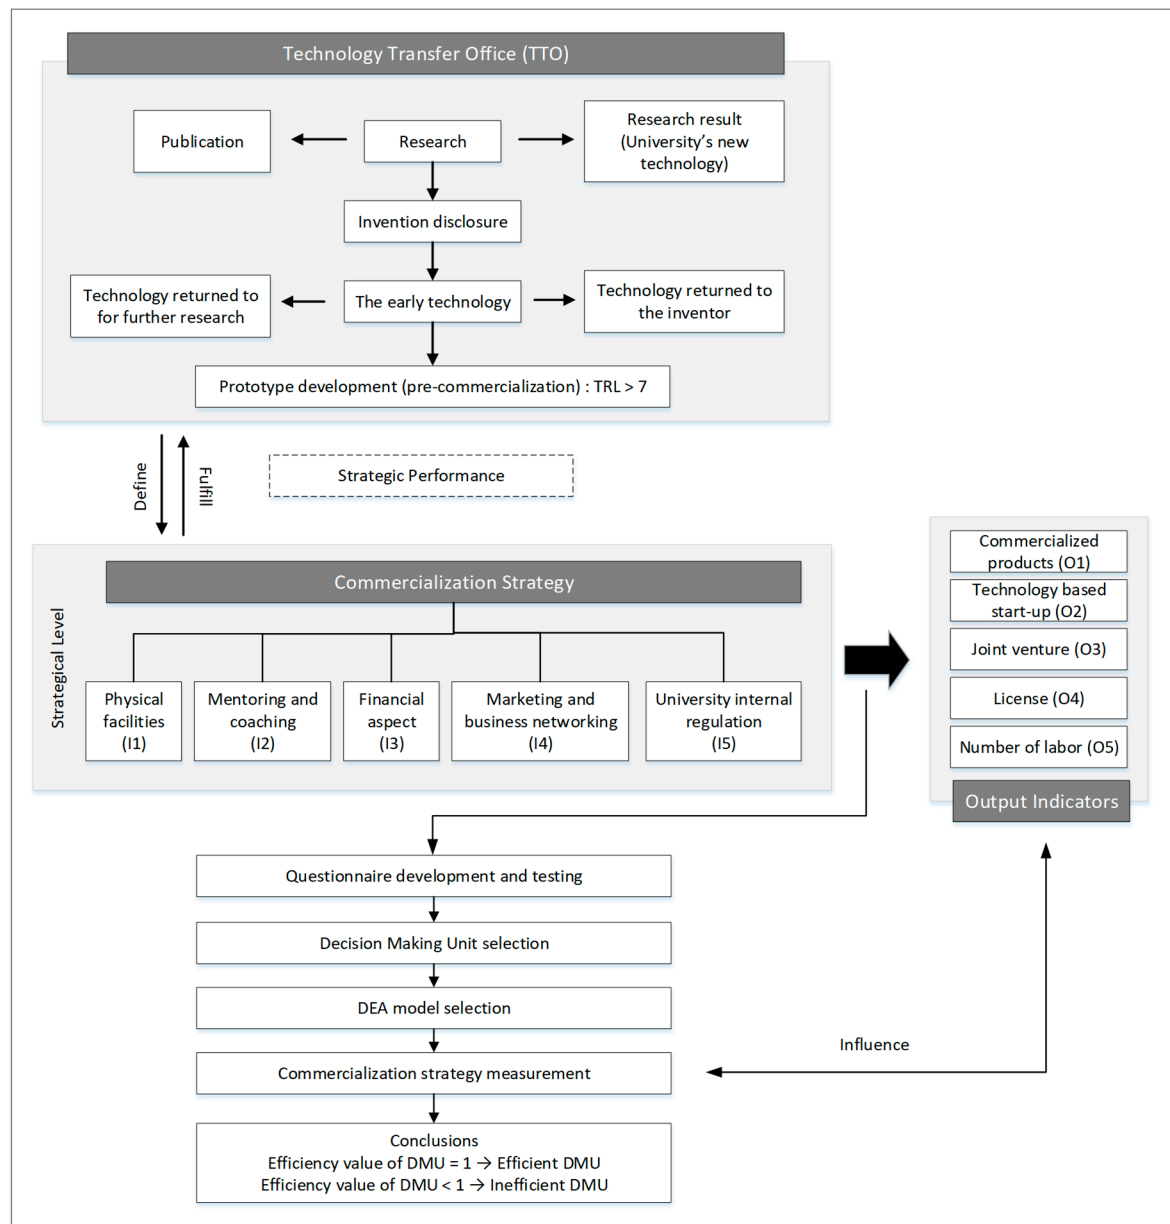 Technology Transfer Office (TTO)
Publication
Research
Research result
(University's new
technology)
Invention disclosure
Technology returned to
for further research
The early technology
Technology returned to
the inventor
Prototype development (pre-commercialization) : TRL > 7
Define
Fulfill
Strategic Performance
Strategical Level
Commercialization Strategy
Physical
facilities
(I1)
Mentoring and
coaching
(I2)
Financial
aspect
(I3)
Marketing and
business networking
(I4)
University internal
regulation
(I5)
Commercialized
products (O1)
Technology based
start-up (O2)
Joint venture (O3)
License (O4)
Number of labor (O5)
Output Indicators
Questionnaire development and testing
Decision Making Unit selection
DEA model selection
Commercialization strategy measurement
Influence
Conclusions
Efficiency value of DMU = 1 → Efficient DMU
Efficiency value of DMU < 1 → Inefficient DMU